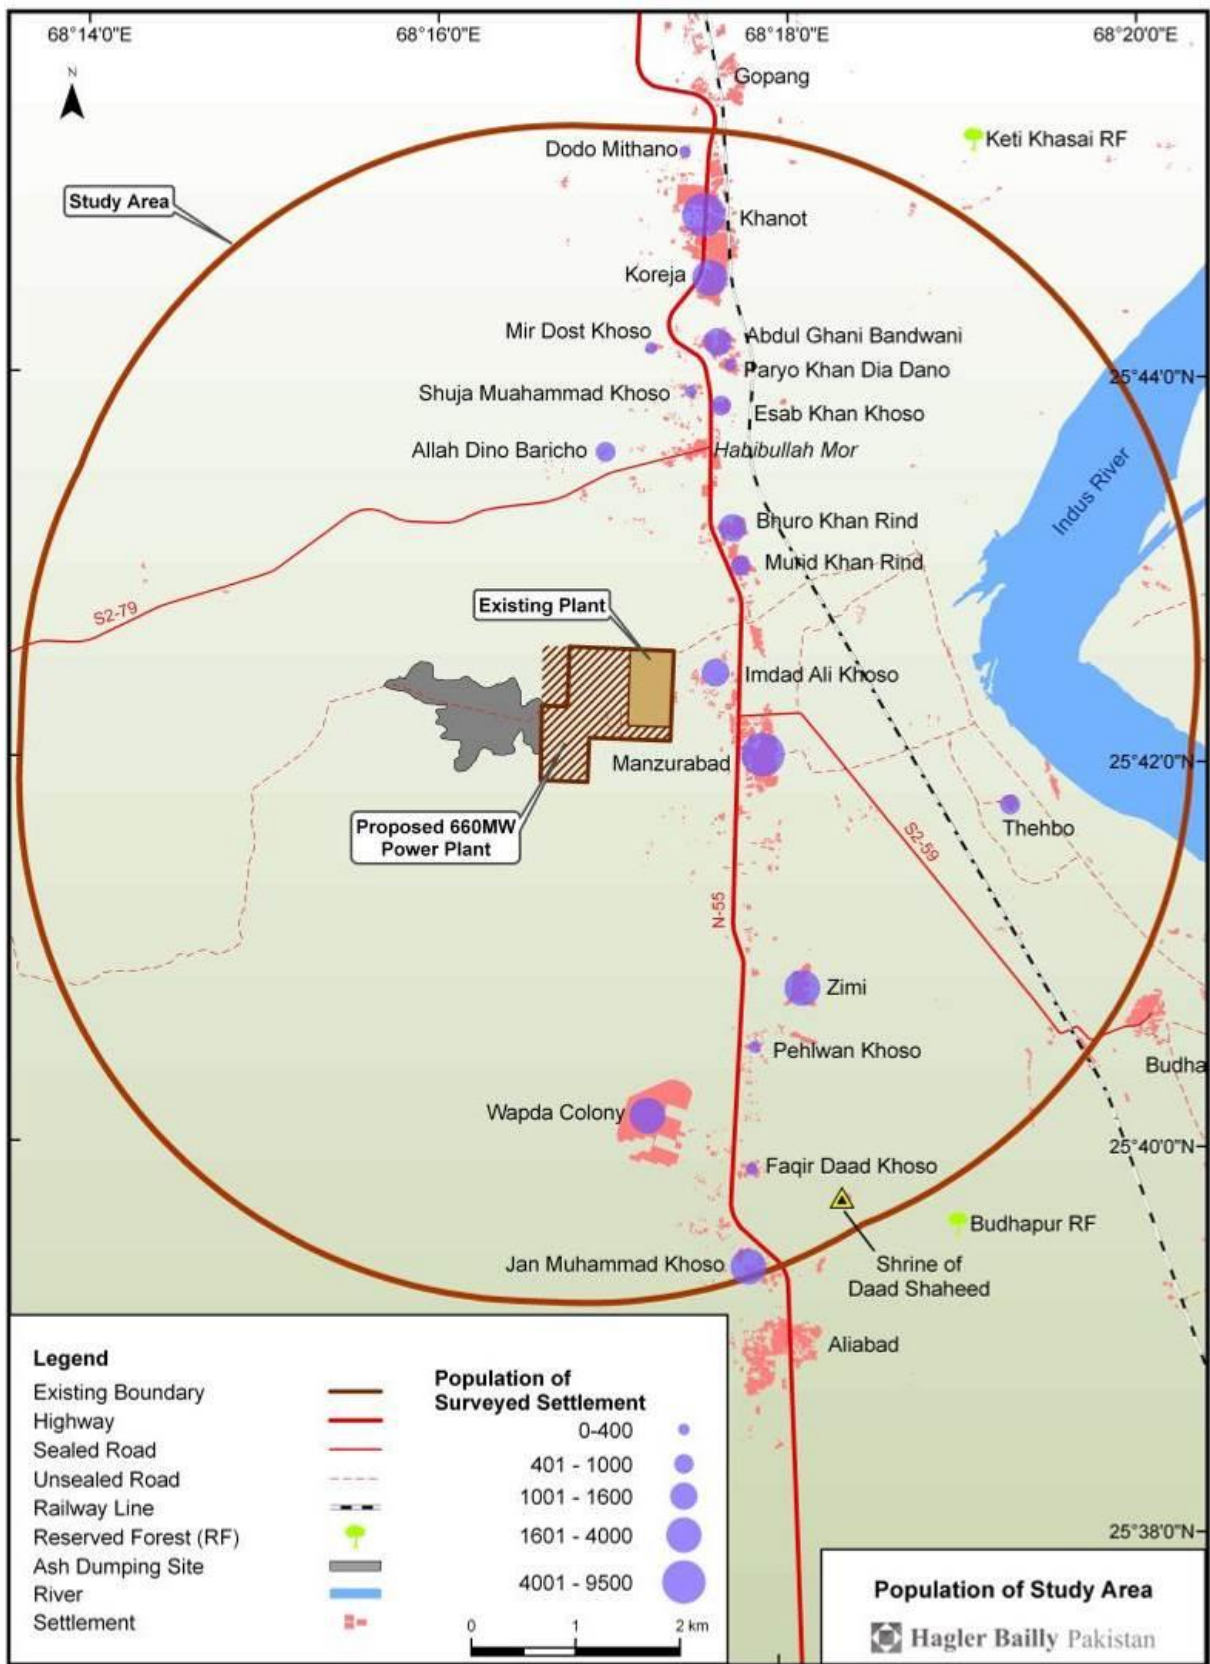 68°14'0"E
68°16'0"E
68°18'0"E
68°20'0"E
N
Gopang
Keti Khasai RF
Dodo Mithano
Study Area
Khanot
Koreja
Mir Dost Khoso
Abdul Ghani Bandwani
Paryo Khan Dia Dano
25°44'0"N
Shuja Muahammad Khoso
Esab Khan Khoso
Allah Dino Baricho
Habibullah Mor
Indus River
Bhuro Khan Rind
Murid Khan Rind
S2-79
Existing Plant
Imdad Ali Khoso
Manzurabad
25°42'0"N
Proposed 660MW
Power Plant
Thehbo
S2-59
N-55
Zimi
Pehlwan Khoso
Budha
Wapda Colony
25°40'0"N
Faqir Daad Khoso
Budhapur RF
Jan Muhammad Khoso
Shrine of
Daad Shaheed
Aliabad
Legend
Existing Boundary
Highway
Sealed Road
Unsealed Road
Railway Line
Reserved Forest (RF)
Ash Dumping Site
River
Settlement
Population of
Surveyed Settlement
0-400
401 - 1000
1001 - 1600
1601 - 4000
4001 - 9500
0 1 2 km
25°38'0"N
Population of Study Area
Hagler Bailly Pakistan